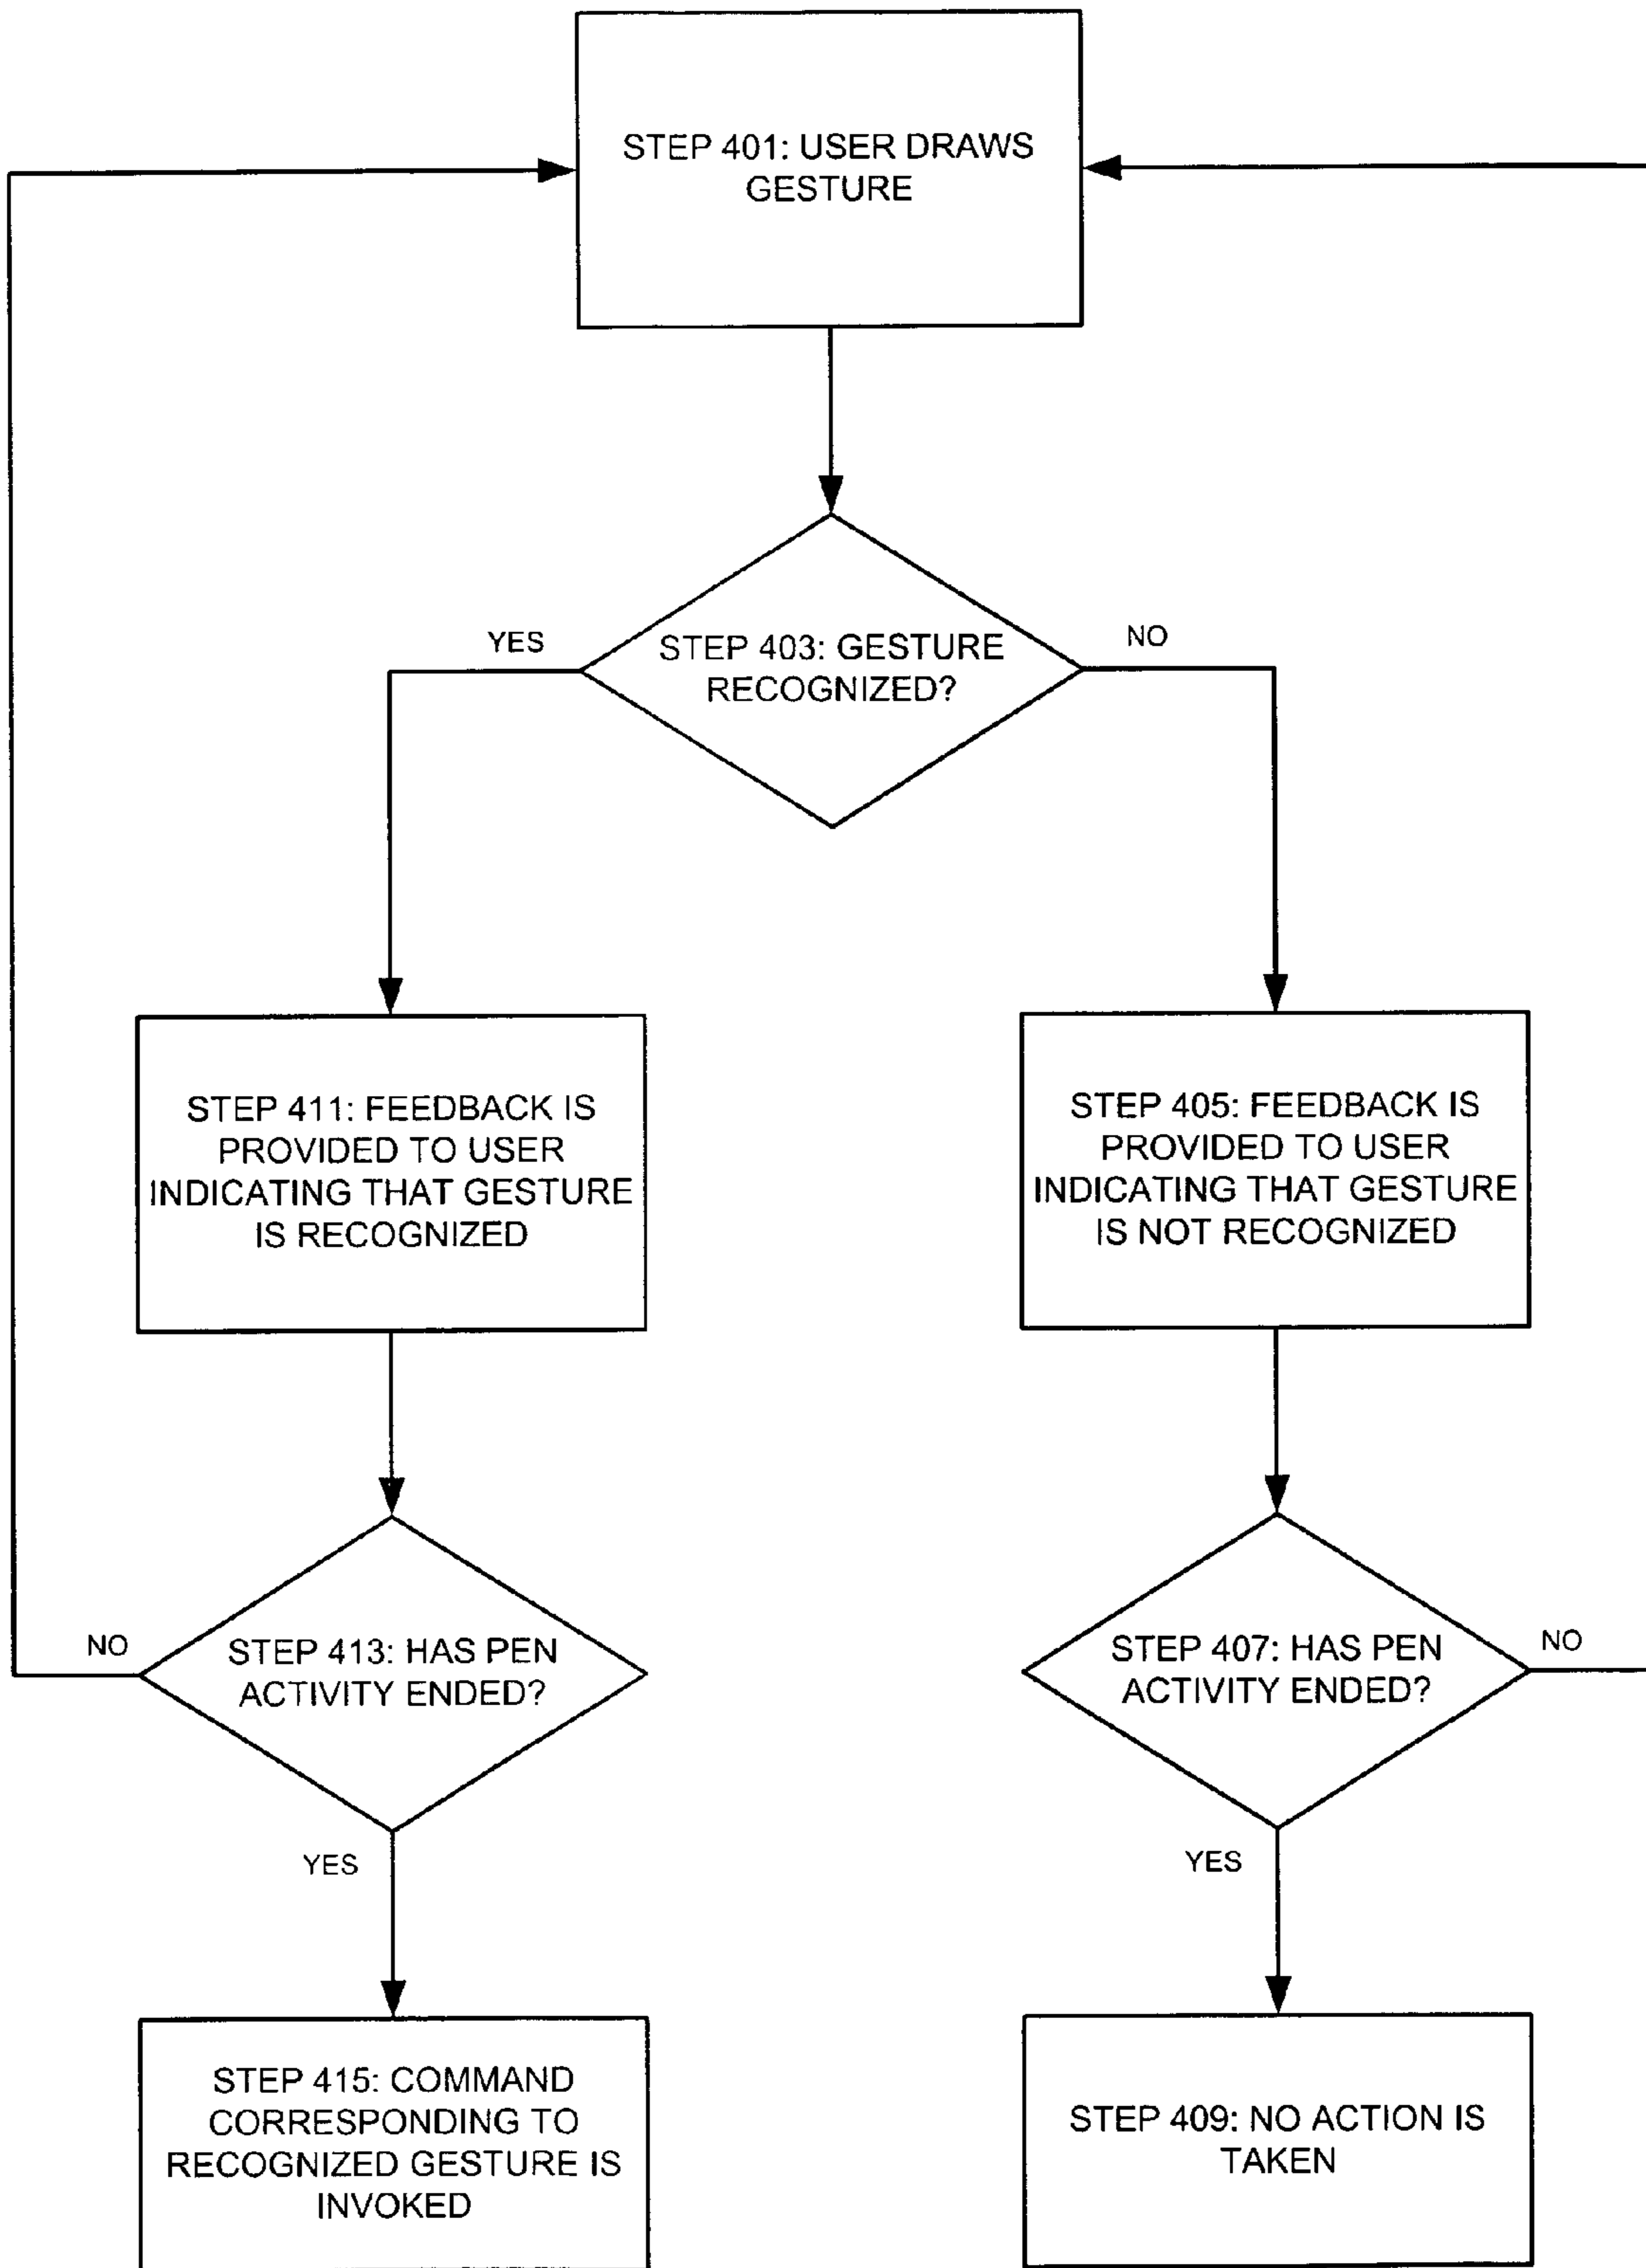 STEP 401: USER DRAWS
GESTURE
YES
STEP 403: GESTURE
RECOGNIZED?
NO
STEP 411: FEEDBACK IS
PROVIDED TO USER
INDICATING THAT GESTURE
IS RECOGNIZED
STEP 405: FEEDBACK IS
PROVIDED TO USER
INDICATING THAT GESTURE
IS NOT RECOGNIZED
NO
STEP 413: HAS PEN
ACTIVITY ENDED?
STEP 407: HAS PEN
ACTIVITY ENDED?
NO
YES
YES
STEP 415: COMMAND
CORRESPONDING TO
RECOGNIZED GESTURE IS
INVOKED
STEP 409: NO ACTION IS
TAKEN